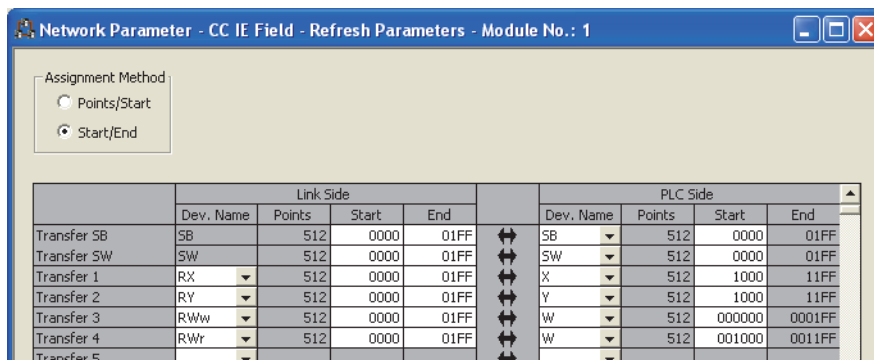 Network Parameter - CC IE Field - Refresh Parameters - Module No.: 1
Assignment Method
Points/Start
Start/End
Link Side PLC Side
Dev. Name Points Start End Dev. Name Points Start End
Transfer SB SB 512 0000 01FF SB 512 0000 01FF
Transfer SW SW 512 0000 01FF SW 512 0000 01FF
Transfer 1 RX 512 0000 01FF X 512 1000 11FF
Transfer 2 RY 512 0000 01FF Y 512 1000 11FF
Transfer 3 RWw 512 0000 01FF W 512 000000 0001FF
Transfer 4 RWr 512 0000 01FF W 512 001000 0011FF
Transfer 5